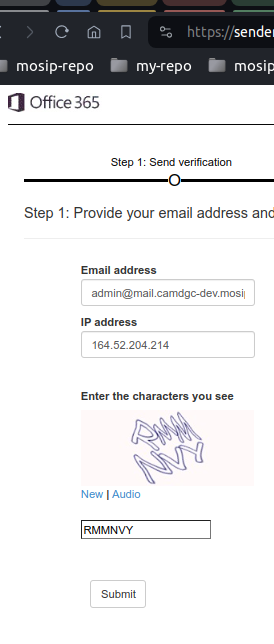 https://sender
mosip-repo my-repo mosip
Office 365
Step 1: Send verification
Step 1: Provide your email address and
Email address
admin@mail.camdgc-dev.mosi
IP address
164.52.204.214
Enter the characters you see
RMM
NVY
New | Audio
RMMNVY
Submit